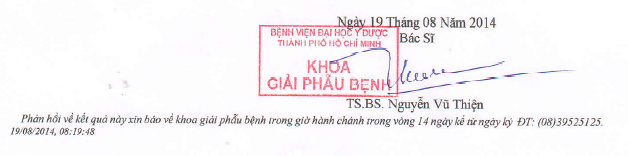 Ngày 19 Tháng 08 Năm 2014
Bác Sĩ
BỆNH VIỆN ĐẠI HỌC Y DƯỢC
THÀNH PHỐ HỒ CHÍ MINH
KHOA
GIẢI PHẪU BỆNH
TS.BS. Nguyễn Vũ Thiện
Phản hồi về kết quả này xin báo về khoa giải phẫu bệnh trong giờ hành chánh trong vòng 14 ngày kể từ ngày ký ĐT: (08)39525125.
19/08/2014, 08:19:48